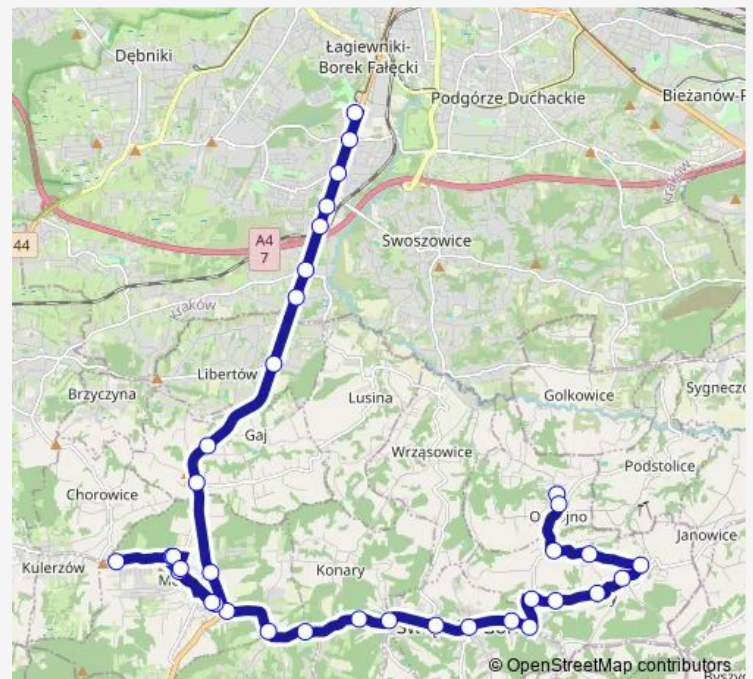 Łagiewniki-
Borek Fałęcki
Dębniki
Podgórze Duchackie
Bieżanów-P
Kraków
44
A4
7
Swoszowice
Kraków
Libertów
Brzyczyna
Lusina
Golkowice
Sygneczo
Gaj
Wrząsowice
Podstolice
Chorowice
Janowice
Kulerzów
Konary
© OpenStreetMap contributors